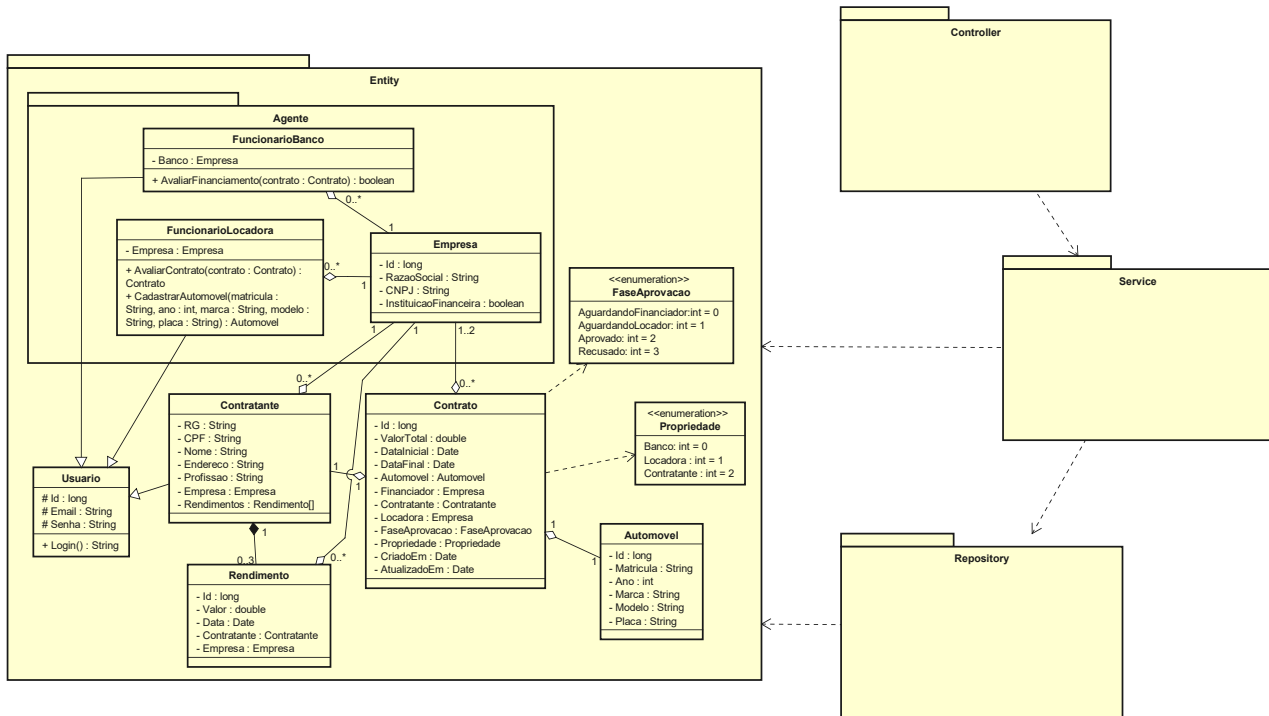 Controller
Entity
Agente
FuncionarioBanco
- Banco : Empresa
+ AvaliarFinanciamento(contrato : Contrato) : boolean
0..*
1
FuncionarioLocadora
- Empresa : Empresa
+ AvaliarContrato(contrato : Contrato) :
Contrato
+ CadastrarAutomovel(matricula :
String, ano : int, marca : String, modelo :
String, placa : String) : Automovel
0..*
1
Empresa
- Id : long
- RazaoSocial : String
- CNPJ : String
- InstituicaoFinanceira : boolean
1
1
1..2
<<enumeration>>
FaseAprovacao
AguardandoFinanciador:int = 0
AguardandoLocador: int = 1
Aprovado: int = 2
Recusado: int = 3
Service
0..*
0..*
Contratante
- RG : String
- CPF : String
- Nome : String
- Endereco : String
- Profissao : String
- Empresa : Empresa
- Rendimentos : Rendimento[]
1
1
Contrato
- Id : long
- ValorTotal : double
- DataInicial : Date
- DataFinal : Date
- Automovel : Automovel
- Financiador : Empresa
- Contratante : Contratante
- Locadora : Empresa
- FaseAprovacao : FaseAprovacao
- Propriedade : Propriedade
- CriadoEm : Date
- AtualizadoEm : Date
<<enumeration>>
Propriedade
Banco: int = 0
Locadora : int = 1
Contratante : int = 2
Usuario
# Id : long
# Email : String
# Senha : String
+ Login() : String
1
0..3
0..*
1
1
Automovel
- Id : long
- Matricula : String
- Ano : int
- Marca : String
- Modelo : String
- Placa : String
Rendimento
- Id : long
- Valor : double
- Data : Date
- Contratante : Contratante
- Empresa : Empresa
Repository